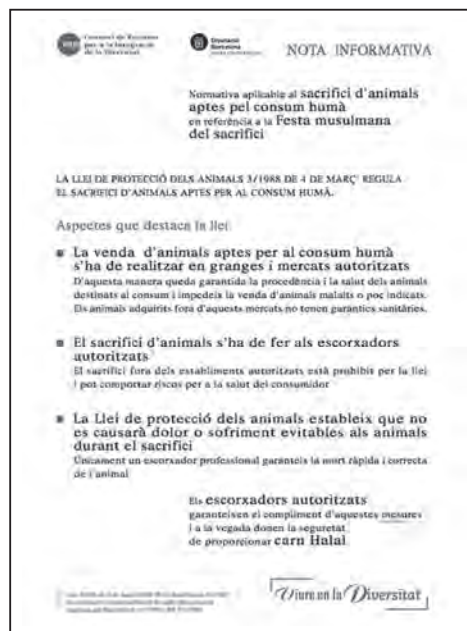 per a la Integració
de la Diversitat
Diputació
Barcelona
NOTA INFORMATIVA
Normativa aplicable al sacrifici d'animals
aptes pel consum humà
en referència a la Festa musulmana
del sacrifici
LA LLEI DE PROTECCIÓ DELS ANIMALS 3/1988 DE 4 DE MARÇ REGULA
EL SACRIFICI D'ANIMALS APTES PER AL CONSUM HUMÀ.
Aspectes que destaca la llei
La venda d'animals aptes per al consum humà
s'ha de realitzar en granges i mercats autoritzats
D'aquesta manera queda garantida la procedència i la salut dels animals
destinats al consum i impedeix la venda d'animals malalts o poc indicats.
Els animals adquirits fora d'aquests mercats no tenen garanties sanitàries.
El sacrifici d'animals s'ha de fer als escorxadors
autoritzats
El sacrifici fora dels establiments autoritzats està prohibit per la llei
i pot comportar riscos per a la salut del consumidor
La Llei de protecció dels animals estableix que no
es causarà dolor o sofriment evitables als animals
durant el sacrifici
Únicament un escorxador professional garanteix la mort ràpida i correcta
de l'animal
Els escorxadors autoritzats
garanteixen el compliment d'aquestes mesures
i a la vegada donen la seguretat
de proporcionar carn Halal
Viure en la Diversitat